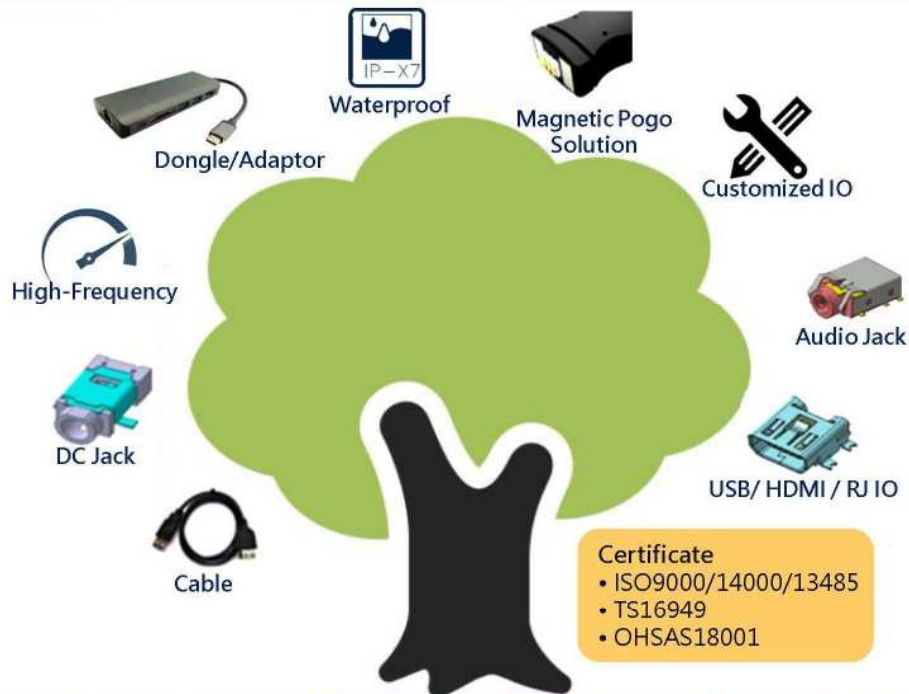 IP-X7
Waterproof
Magnetic Pogo
Solution
Dongle/Adaptor
Customized IO
High-Frequency
Audio Jack
DC Jack
USB/ HDMI / RJ IO
Cable
Certificate
• ISO9000/14000/13485
• TS16949
• OHSAS18001